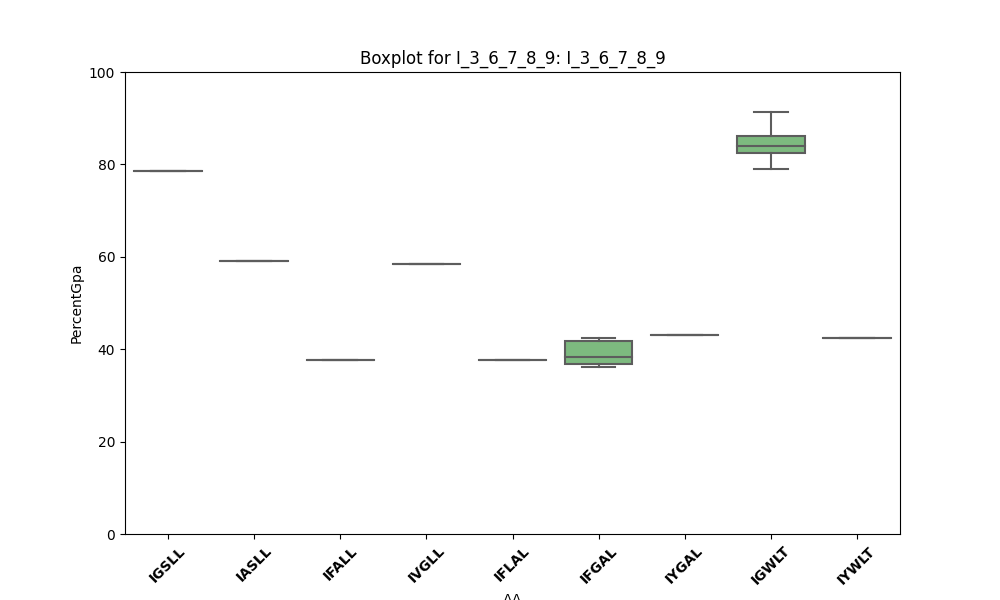 Boxplot for I_3_6_7_8_9: I_3_6_7_8_9
100
80
60
40
20
0
PercentGpa
IGSLL
IASLL
IFALL
IVGLL
IFLAL
IFGAL
IYGAL
IGWLT
IYWLT